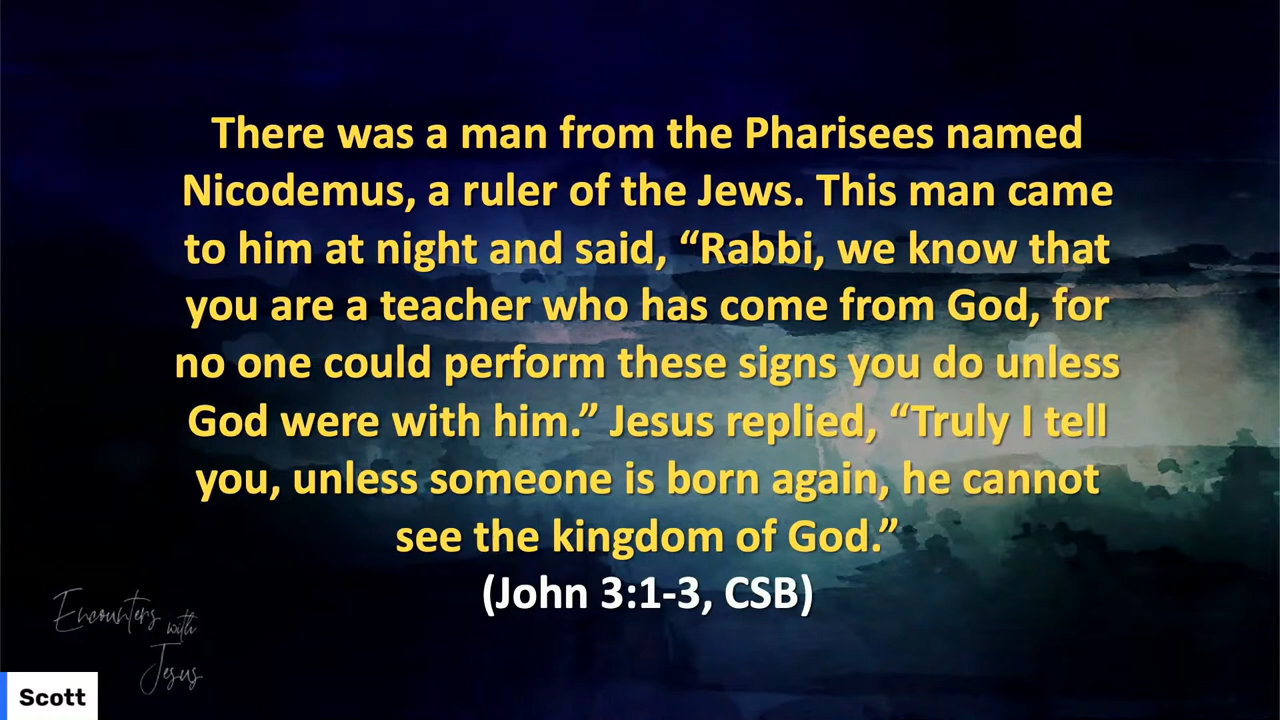 There was a man from the Pharisees named
Nicodemus, a ruler of the Jews. This man came
to him at night and said, “Rabbi, we know that
you are a teacher who has come from God, for
no one could perform these signs you do unless
God were with him.” Jesus replied, “Truly I tell
you, unless someone is born again, he cannot
see the kingdom of God.”
(John 3:1-3, CSB)
Encounters
with
Jesus
Scott